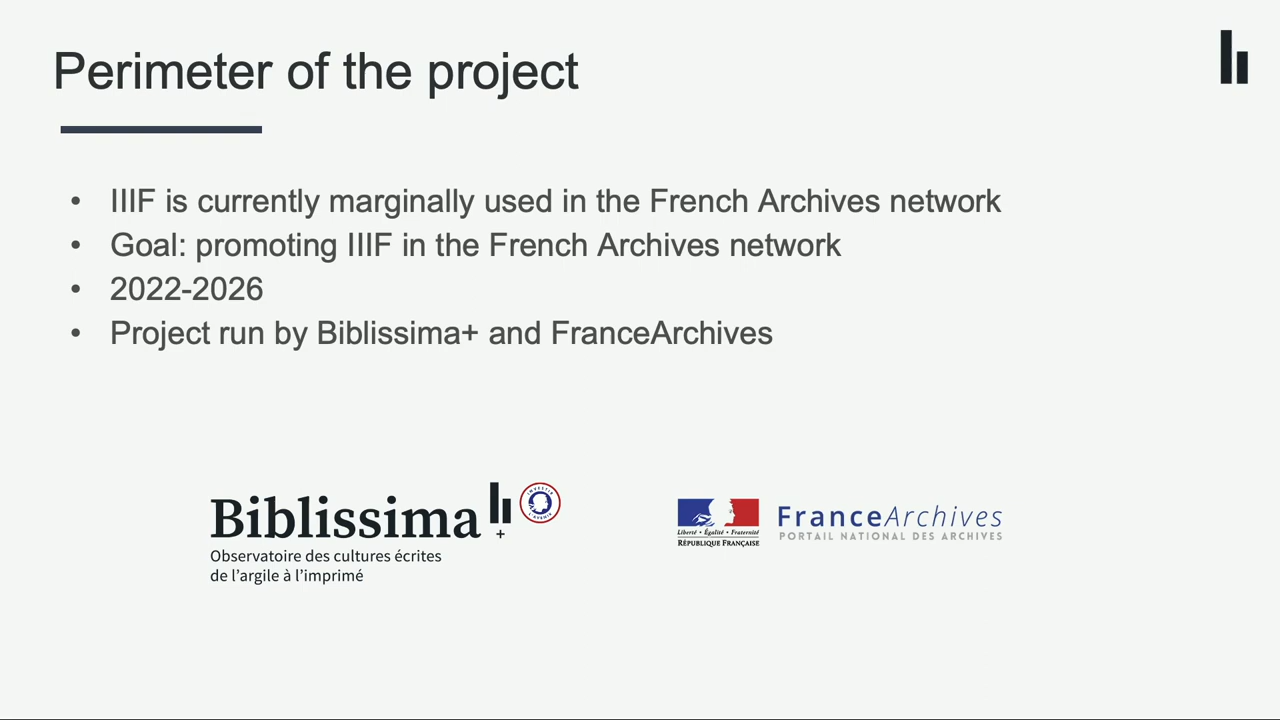 Perimeter of the project
• IIIF is currently marginally used in the French Archives network
• Goal: promoting IIIF in the French Archives network
• 2022-2026
• Project run by Biblissima+ and FranceArchives
Biblissima +
INVESTIR L'AVENIR
Observatoire des cultures écrites
de l'argile à l'imprimé
Liberté • Égalité • Fraternité
RÉPUBLIQUE FRANÇAISE
FranceArchives
PORTAIL NATIONAL DES ARCHIVES